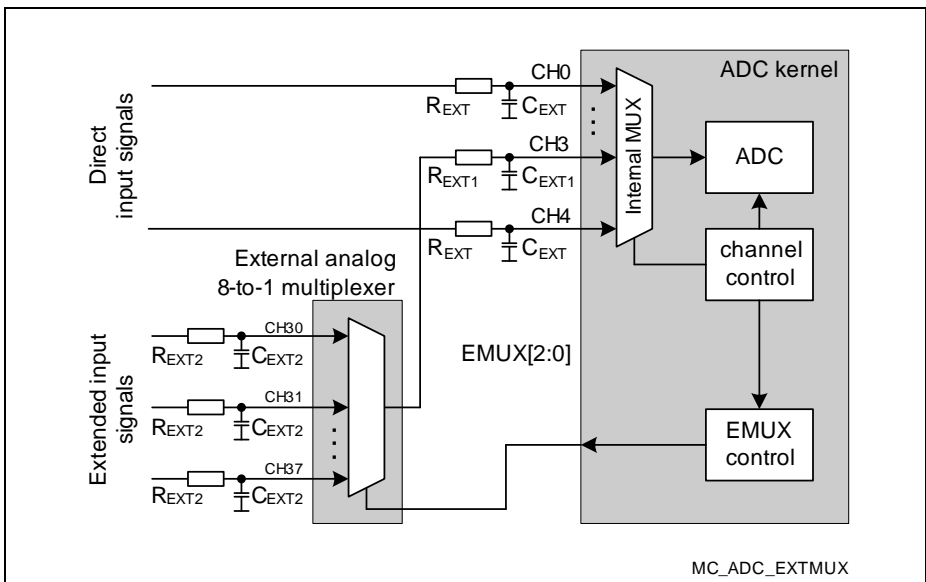 ADC kernel
Direct
input signals
REXT
CEXT
CH0
REXT1
CEXT1
CH3
REXT
CEXT
CH4
Internal MUX
ADC
channel
control
External analog
8-to-1 multiplexer
Extended input
signals
REXT2
CEXT2
CH30
REXT2
CEXT2
CH31
REXT2
CEXT2
CH37
EMUX[2:0]
EMUX
control
MC_ADC_EXTMUX